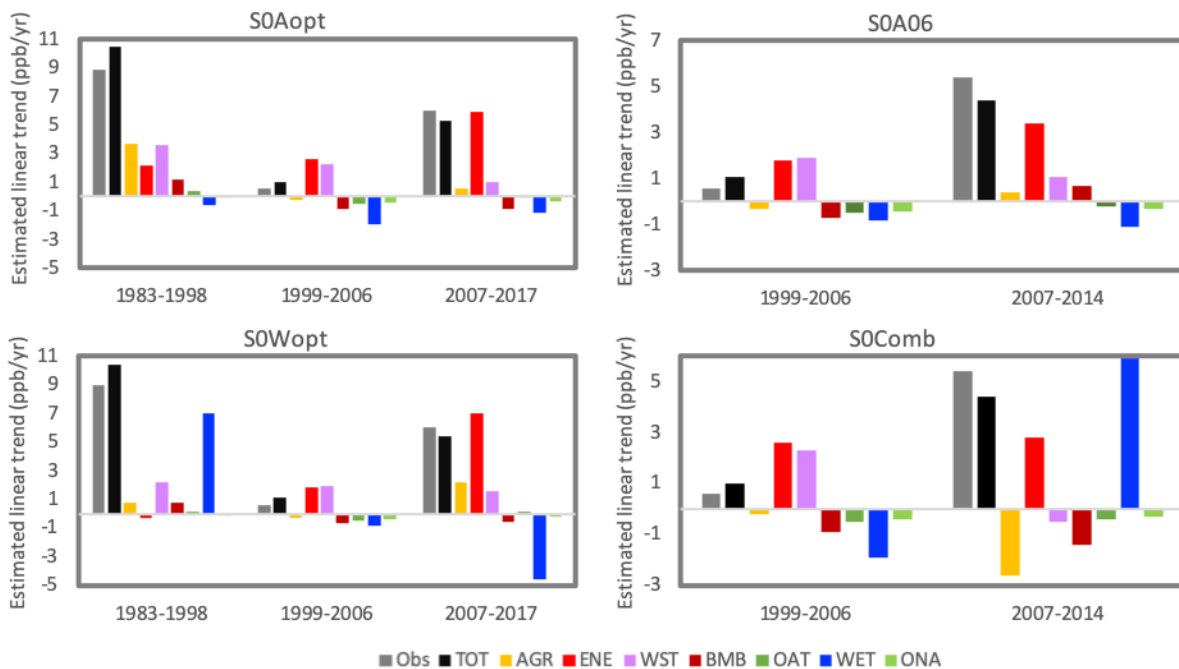 S0Aopt
Estimated linear trend (ppb/yr)
11
9
7
5
3
1
-1
-3
-5
1983-1998 1999-2006 2007-2017
S0A06
Estimated linear trend (ppb/yr)
7
5
3
1
-1
-3
1999-2006 2007-2014
S0Wopt
Estimated linear trend (ppb/yr)
11
9
7
5
3
1
-1
-3
-5
1983-1998 1999-2006 2007-2017
S0Comb
Estimated linear trend (ppb/yr)
5
3
1
-1
-3
1999-2006 2007-2014
Obs TOT AGR ENE WST BMB OAT WET ONA